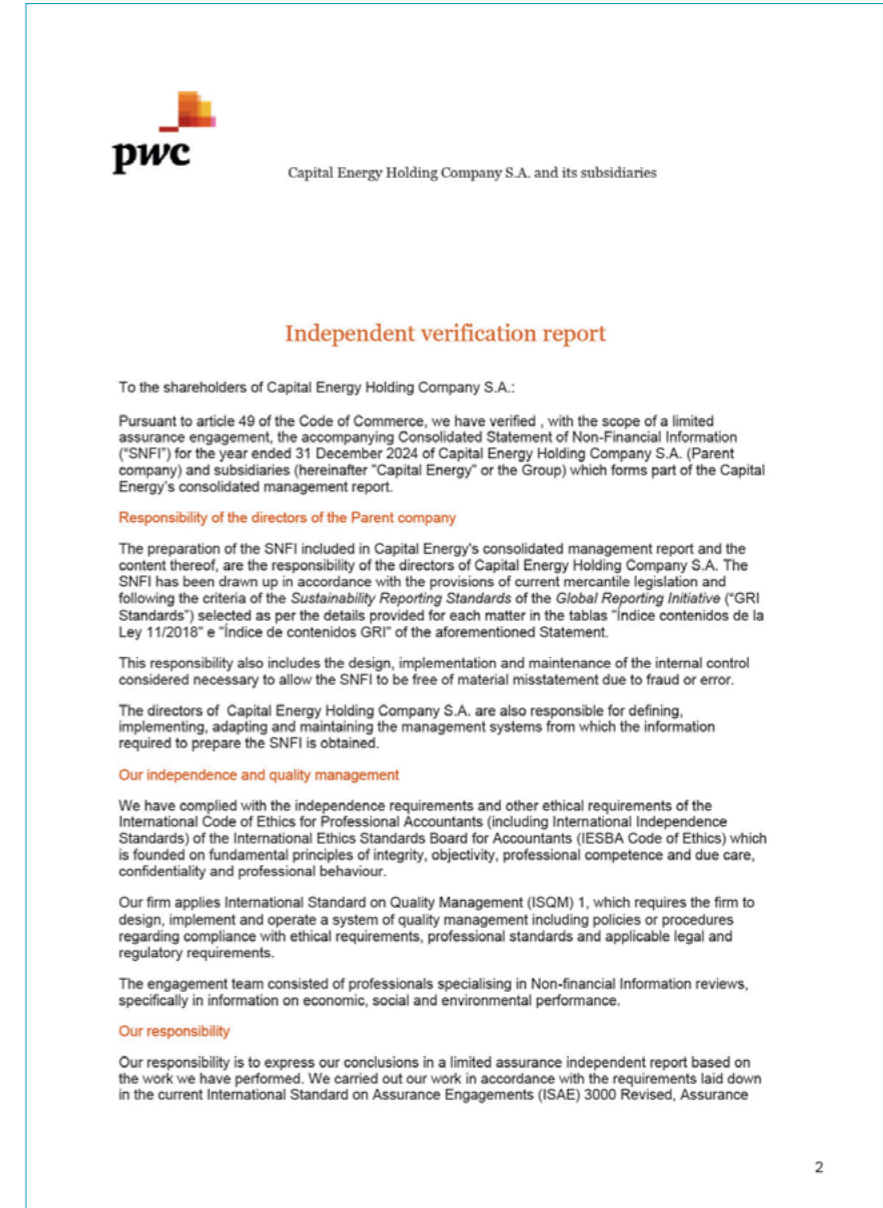 pwc
Capital Energy Holding Company S.A. and its subsidiaries
Independent verification report
To the shareholders of Capital Energy Holding Company S.A.:
Pursuant to article 49 of the Code of Commerce, we have verified , with the scope of a limited
assurance engagement, the accompanying Consolidated Statement of Non-Financial Information
("SNFI") for the year ended 31 December 2024 of Capital Energy Holding Company S.A. (Parent
company) and subsidiaries (hereinafter "Capital Energy" or the Group) which forms part of the Capital
Energy's consolidated management report.
Responsibility of the directors of the Parent company
The preparation of the SNFI included in Capital Energy's consolidated management report and the
content thereof, are the responsibility of the directors of Capital Energy Holding Company S.A. The
SNFI has been drawn up in accordance with the provisions of current mercantile legislation and
following the criteria of the Sustainability Reporting Standards of the Global Reporting Initiative ("GRI
Standards") selected as per the details provided for each matter in the tablas "Índice contenidos de la
Ley 11/2018" e "Índice de contenidos GRI" of the aforementioned Statement.
This responsibility also includes the design, implementation and maintenance of the internal control
considered necessary to allow the SNFI to be free of material misstatement due to fraud or error.
The directors of Capital Energy Holding Company S.A. are also responsible for defining,
implementing, adapting and maintaining the management systems from which the information
required to prepare the SNFI is obtained.
Our independence and quality management
We have complied with the independence requirements and other ethical requirements of the
International Code of Ethics for Professional Accountants (including International Independence
Standards) of the International Ethics Standards Board for Accountants (IESBA Code of Ethics) which
is founded on fundamental principles of integrity, objectivity, professional competence and due care,
confidentiality and professional behaviour.
Our firm applies International Standard on Quality Management (ISQM) 1, which requires the firm to
design, implement and operate a system of quality management including policies or procedures
regarding compliance with ethical requirements, professional standards and applicable legal and
regulatory requirements.
The engagement team consisted of professionals specialising in Non-financial Information reviews,
specifically in information on economic, social and environmental performance.
Our responsibility
Our responsibility is to express our conclusions in a limited assurance independent report based on
the work we have performed. We carried out our work in accordance with the requirements laid down
in the current International Standard on Assurance Engagements (ISAE) 3000 Revised, Assurance
2